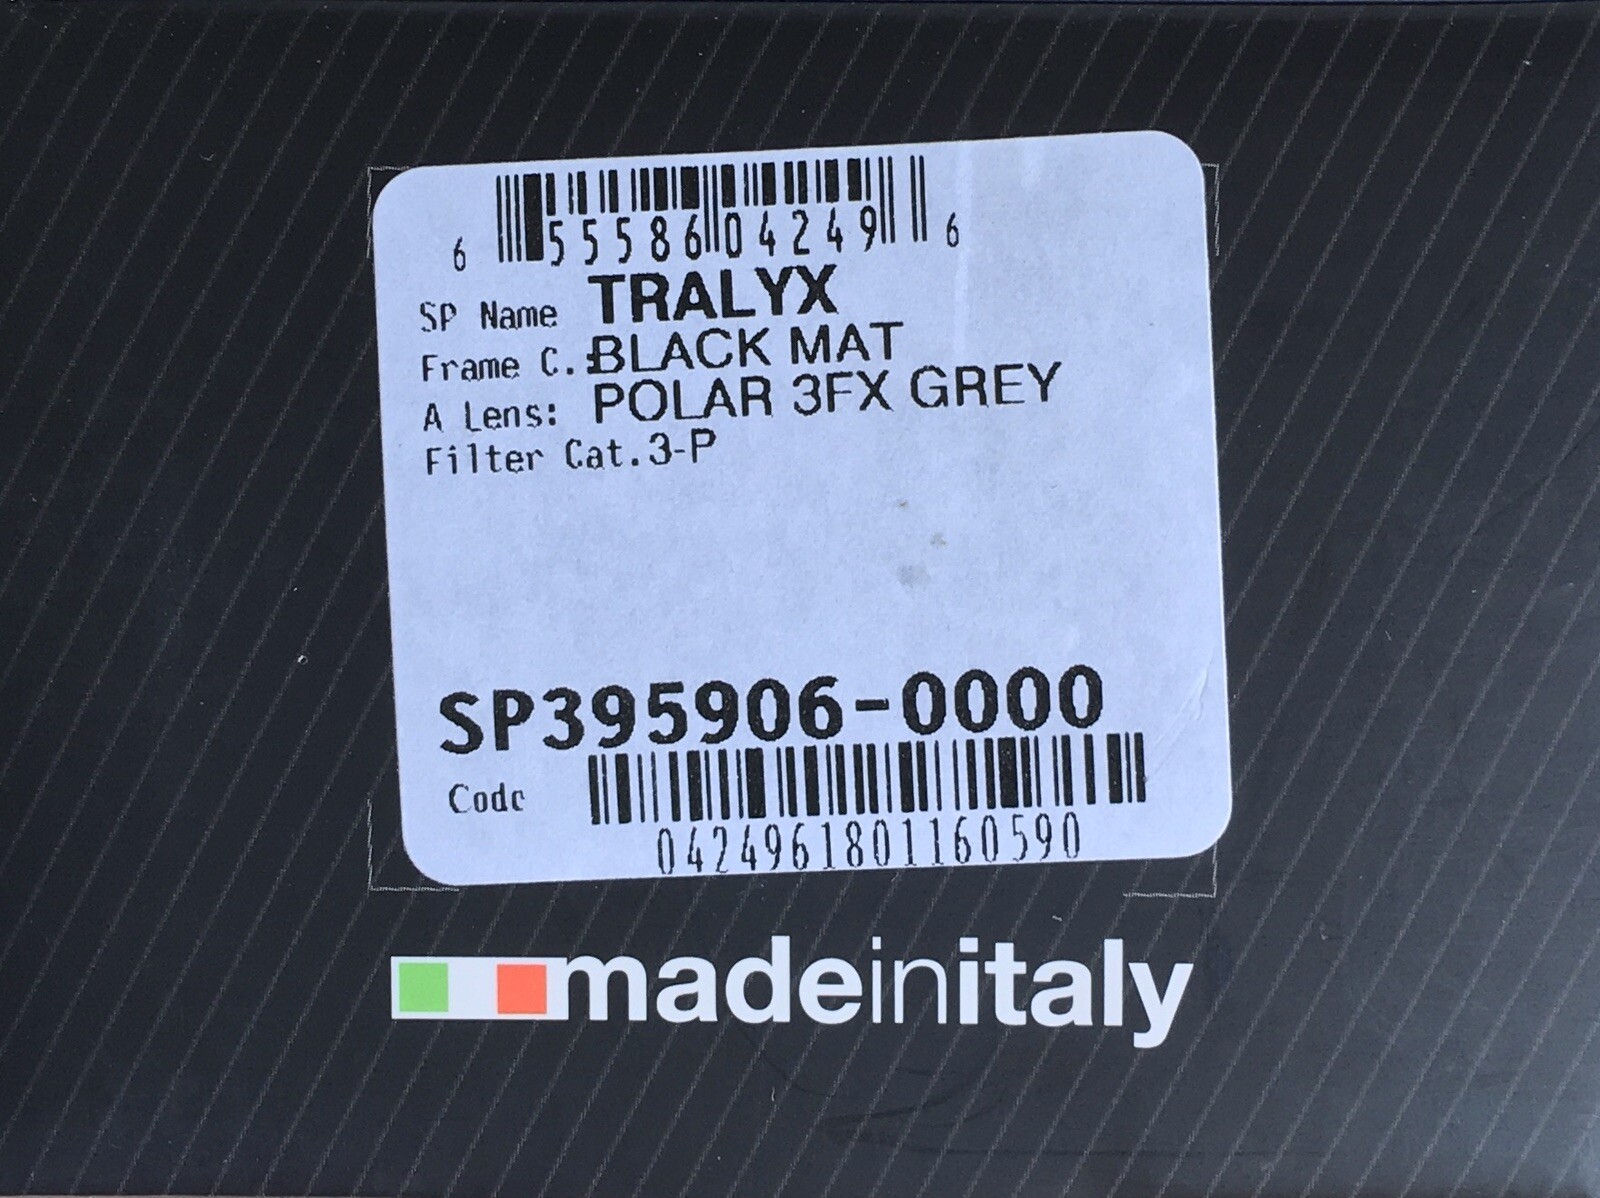 6 55586 04249 6
SP Name TRALYX
Frame C.: BLACK MAT
A Lens: POLAR 3FX GREY
Filter Cat. 3-P
SP395906-0000
Code
0424961801160590
madeinitaly